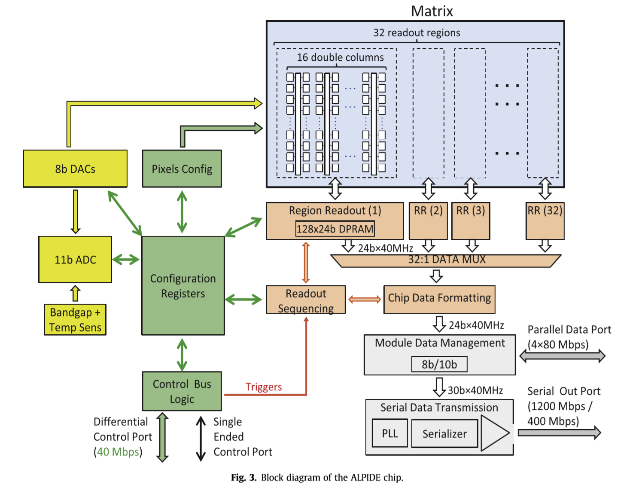 Matrix
32 readout regions
16 double columns
8b DACs
Pixels Config
Region Readout (1)
128x24b DPRAM
RR (2)
RR (3)
RR (32)
24b×40MHz
32:1 DATA MUX
11b ADC
Configuration
Registers
Bandgap +
Temp Sens
Readout
Sequencing
Chip Data Formatting
24b×40MHz
Module Data Management
8b/10b
Parallel Data Port
(4×80 Mbps)
30b×40MHz
Control Bus
Logic
Triggers
Serial Data Transmission
PLL
Serializer
Serial Out Port
(1200 Mbps /
400 Mbps)
Differential
Control Port
(40 Mbps)
Single
Ended
Control Port
Fig. 3. Block diagram of the ALPIDE chip.